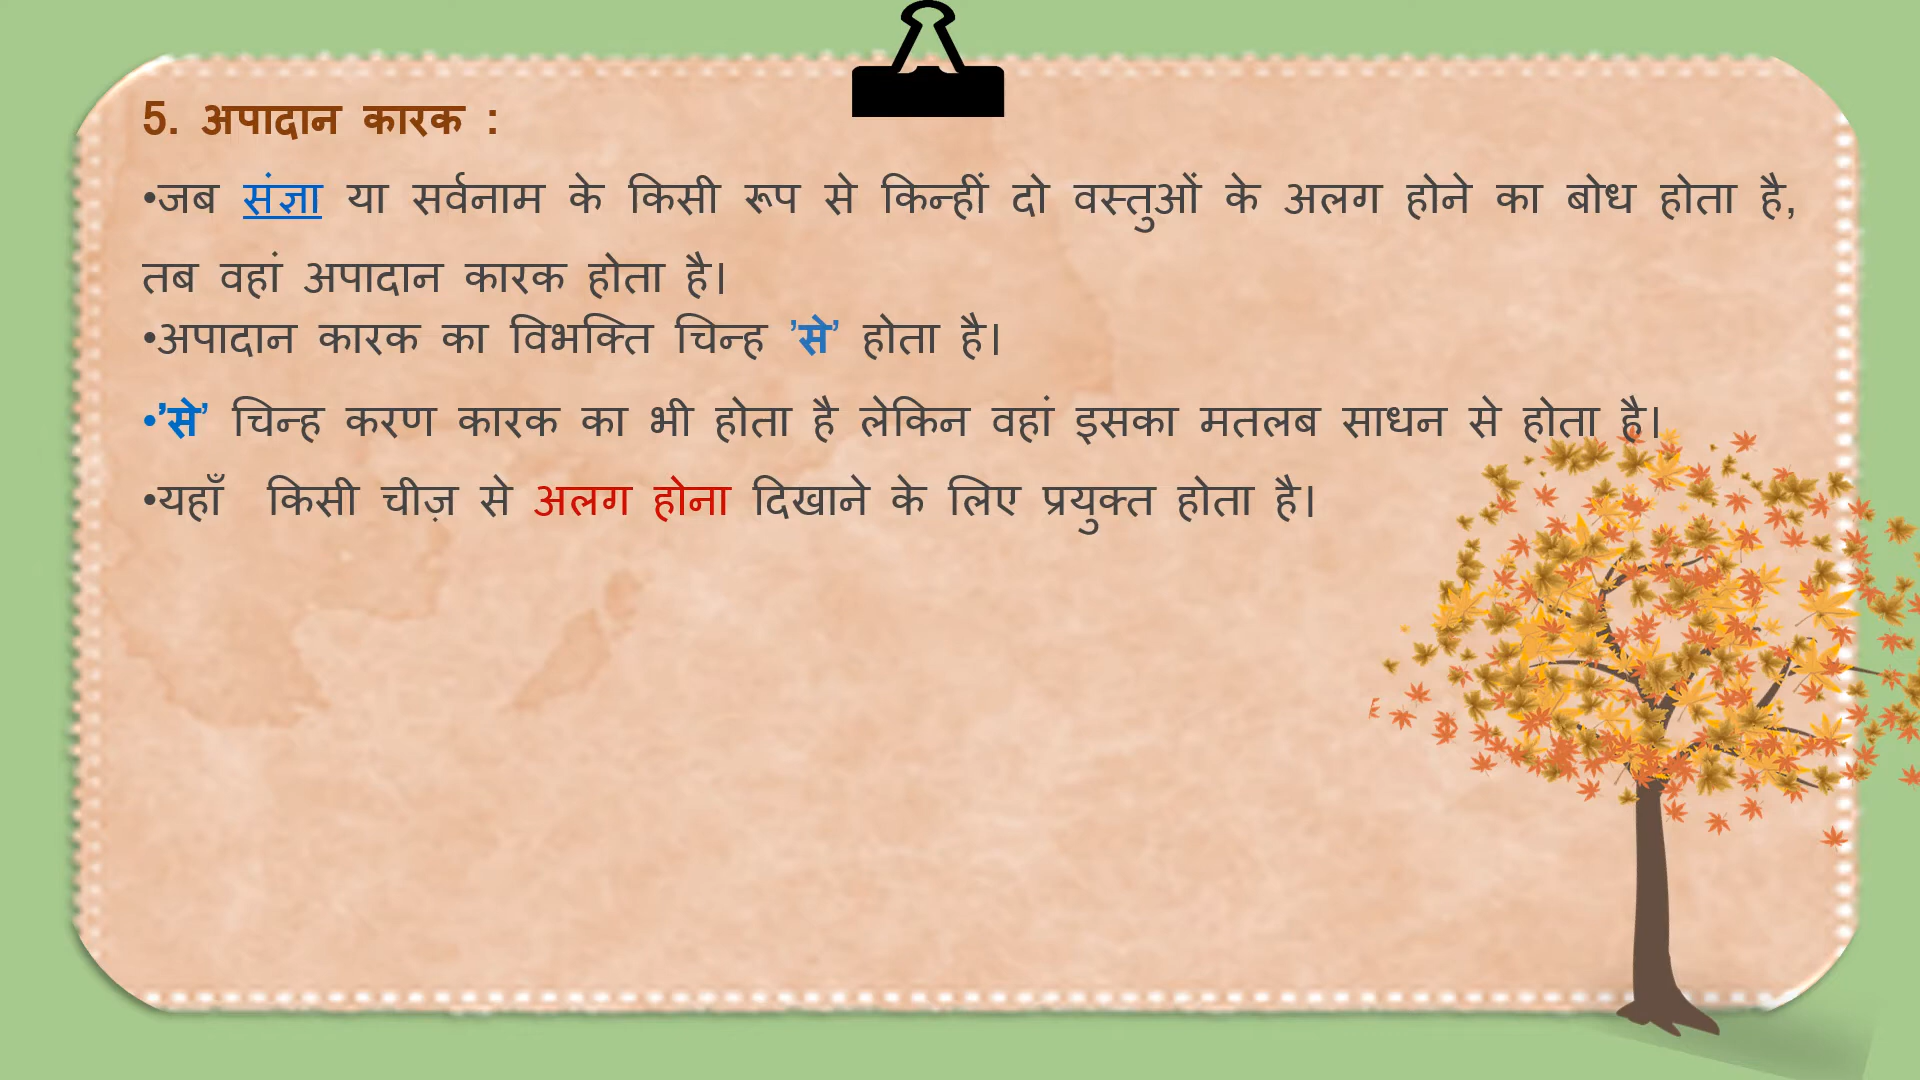 5. अपादान कारक :
•जब संज्ञा या सर्वनाम के किसी रूप से किन्हीं दो वस्तुओं के अलग होने का बोध होता है,
तब वहां अपादान कारक होता है।
•अपादान कारक का विभक्ति चिन्ह ’से’ होता है।
•’से’ चिन्ह करण कारक का भी होता है लेकिन वहां इसका मतलब साधन से होता है।
•यहाँ किसी चीज़ से अलग होना दिखाने के लिए प्रयुक्त होता है।